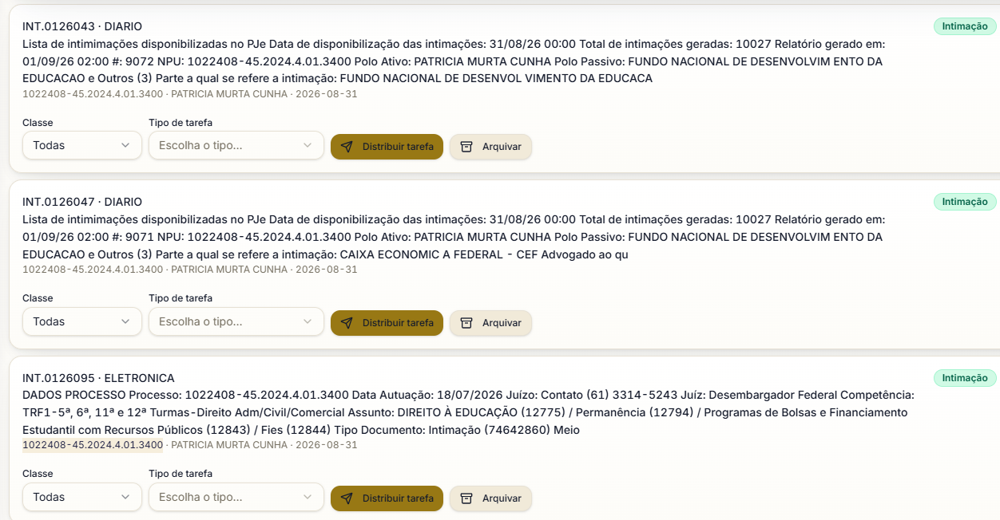 INT.0126043 · DIARIO
Intimação
Lista de intimimações disponibilizadas no PJe Data de disponibilização das intimações: 31/08/26 00:00 Total de intimações geradas: 10027 Relatório gerado em:
01/09/26 02:00 #: 9072 NPU: 1022408-45.2024.4.01.3400 Polo Ativo: PATRICIA MURTA CUNHA Polo Passivo: FUNDO NACIONAL DE DESENVOLVIM ENTO DA
EDUCACAO e Outros (3) Parte a qual se refere a intimação: FUNDO NACIONAL DE DESENVOL VIMENTO DA EDUCACA
1022408-45.2024.4.01.3400 · PATRICIA MURTA CUNHA · 2026-08-31
Classe Tipo de tarefa
Todas Escolha o tipo... Distribuir tarefa Arquivar
INT.0126047 · DIARIO
Intimação
Lista de intimimações disponibilizadas no PJe Data de disponibilização das intimações: 31/08/26 00:00 Total de intimações geradas: 10027 Relatório gerado em:
01/09/26 02:00 #: 9071 NPU: 1022408-45.2024.4.01.3400 Polo Ativo: PATRICIA MURTA CUNHA Polo Passivo: FUNDO NACIONAL DE DESENVOLVIM ENTO DA
EDUCACAO e Outros (3) Parte a qual se refere a intimação: CAIXA ECONOMIC A FEDERAL - CEF Advogado ao qu
1022408-45.2024.4.01.3400 · PATRICIA MURTA CUNHA · 2026-08-31
Classe Tipo de tarefa
Todas Escolha o tipo... Distribuir tarefa Arquivar
INT.0126095 · ELETRONICA
Intimação
DADOS PROCESSO Processo: 1022408-45.2024.4.01.3400 Data Autuação: 18/07/2026 Juízo: Contato (61) 3314-5243 Juíz: Desembargador Federal Competência:
TRF1-5ª, 6ª, 11ª e 12ª Turmas-Direito Adm/Civil/Comercial Assunto: DIREITO À EDUCAÇÃO (12775) / Permanência (12794) / Programas de Bolsas e Financiamento
Estudantil com Recursos Públicos (12843) / Fies (12844) Tipo Documento: Intimação (74642860) Meio
1022408-45.2024.4.01.3400 · PATRICIA MURTA CUNHA · 2026-08-31
Classe Tipo de tarefa
Todas Escolha o tipo... Distribuir tarefa Arquivar